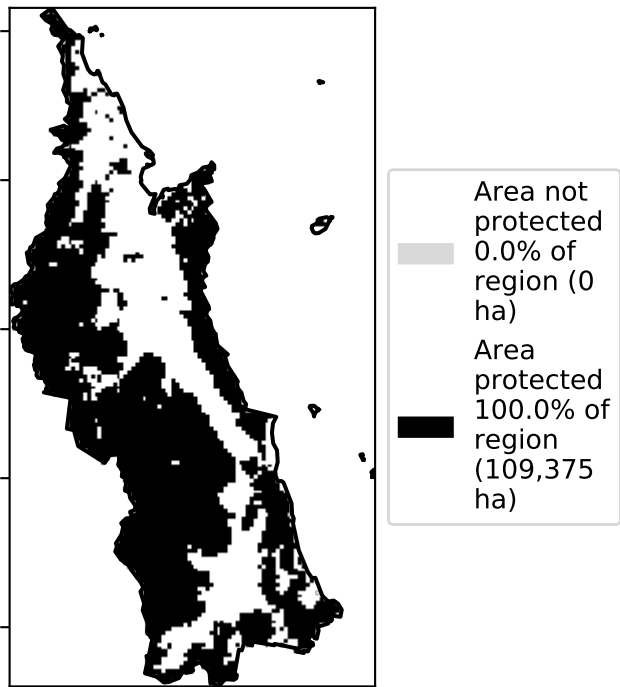 Area not
protected
0.0% of
region (0
ha)
Area
protected
100.0% of
region
(109,375
ha)